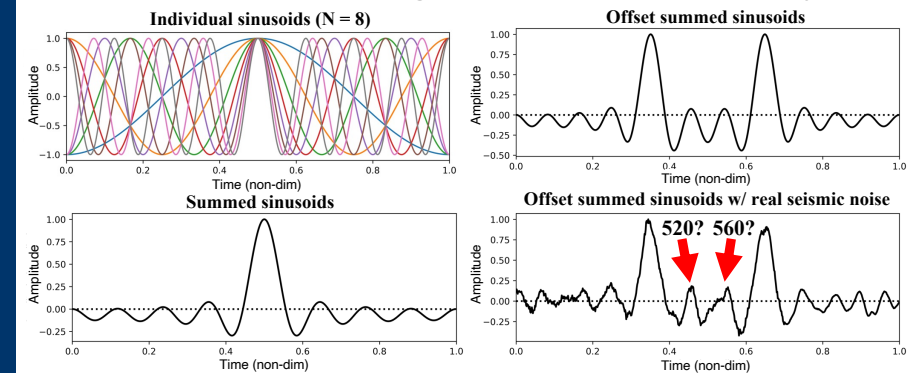 Individual sinusoids (N = 8)
Amplitude
1.0
0.5
0.0
−0.5
−1.0
0.0 0.2 0.4 0.6 0.8 1.0
Time (non-dim)
Offset summed sinusoids
Amplitude
1.00
0.75
0.50
0.25
0.00
−0.25
−0.50
0.0 0.2 0.4 0.6 0.8 1.0
Time (non-dim)
Summed sinusoids
Amplitude
1.00
0.75
0.50
0.25
0.00
−0.25
0.0 0.2 0.4 0.6 0.8 1.0
Time (non-dim)
Offset summed sinusoids w/ real seismic noise
520? 560?
Amplitude
1.00
0.75
0.50
0.25
0.00
−0.25
0.0 0.2 0.4 0.6 0.8 1.0
Time (non-dim)